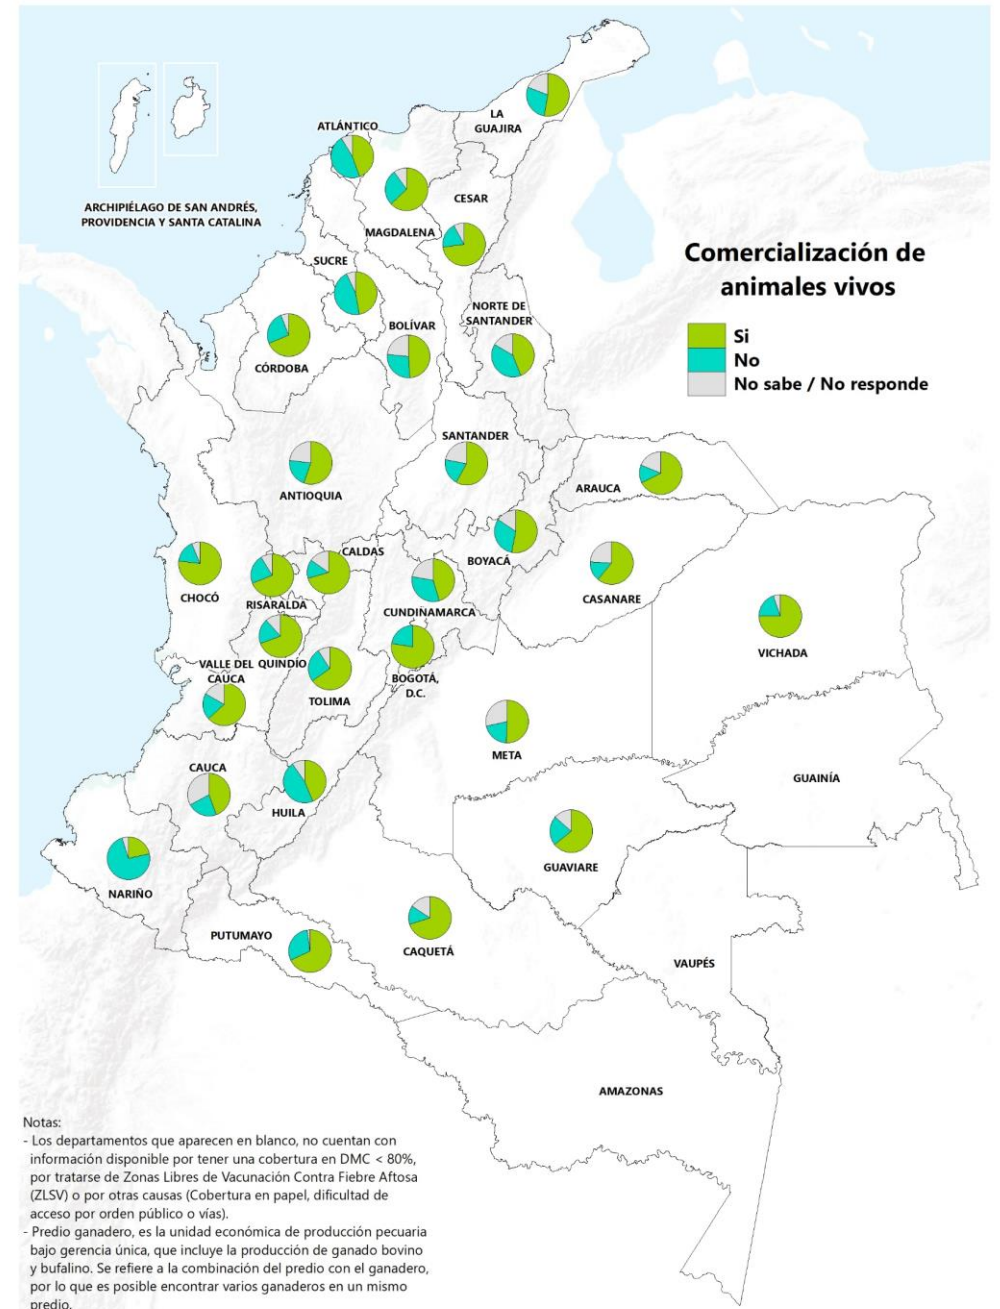 LA
GUAJIRA
ATLÁNTICO
ARCHIPIÉLAGO DE SAN ANDRÉS,
PROVIDENCIA Y SANTA CATALINA
CESAR
MAGDALENA
SUCRE
Comercialización de
animales vivos
Si
No
No sabe / No responde
NORTE DE
SANTANDER
BOLÍVAR
CÓRDOBA
SANTANDER
ANTIOQUIA
ARAUCA
CALDAS
BOYACÁ
CHOCÓ
RISARALDA
CUNDINAMARCA
CASANARE
VICHADA
VALLE DEL
CAUCA
QUINDÍO
BOGOTÁ,
D.C.
TOLIMA
META
CAUCA
GUAINÍA
HUILA
GUAVIARE
NARIÑO
PUTUMAYO
CAQUETÁ
VAUPÉS
AMAZONAS
Notas:
- Los departamentos que aparecen en blanco, no cuentan con
información disponible por tener una cobertura en DMC < 80%,
por tratarse de Zonas Libres de Vacunación Contra Fiebre Aftosa
(ZLSV) o por otras causas (Cobertura en papel, dificultad de
acceso por orden público o vías).
- Predio ganadero, es la unidad económica de producción pecuaria
bajo gerencia única, que incluye la producción de ganado bovino
y bufalino. Se refiere a la combinación del predio con el ganadero,
por lo que es posible encontrar varios ganaderos en un mismo
predio.